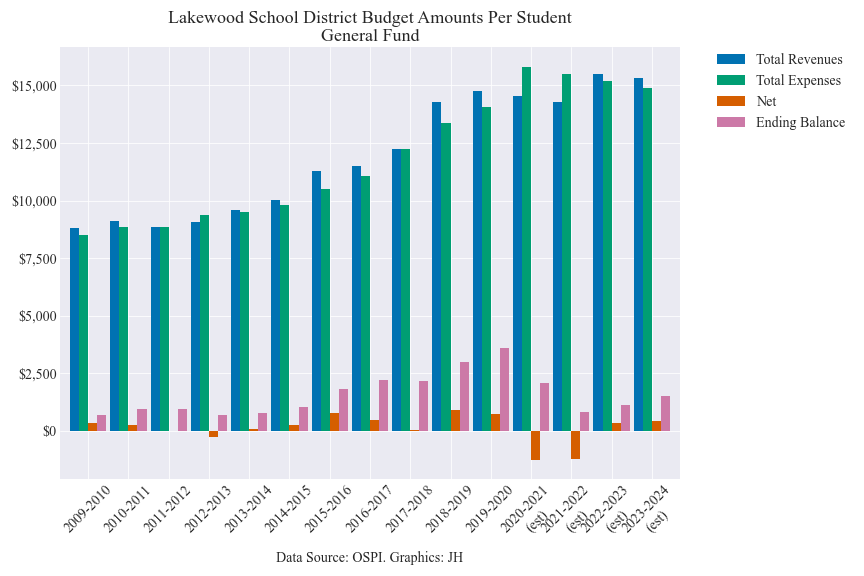 Lakewood School District Budget Amounts Per Student
General Fund
Total Revenues
Total Expenses
Net
Ending Balance
$15,000
$12,500
$10,000
$7,500
$5,000
$2,500
$0
2009-2010
2010-2011
2011-2012
2012-2013
2013-2014
2014-2015
2015-2016
2016-2017
2017-2018
2018-2019
2019-2020
2020-2021
(est)
2021-2022
(est)
2022-2023
(est)
2023-2024
(est)
Data Source: OSPI. Graphics: JH